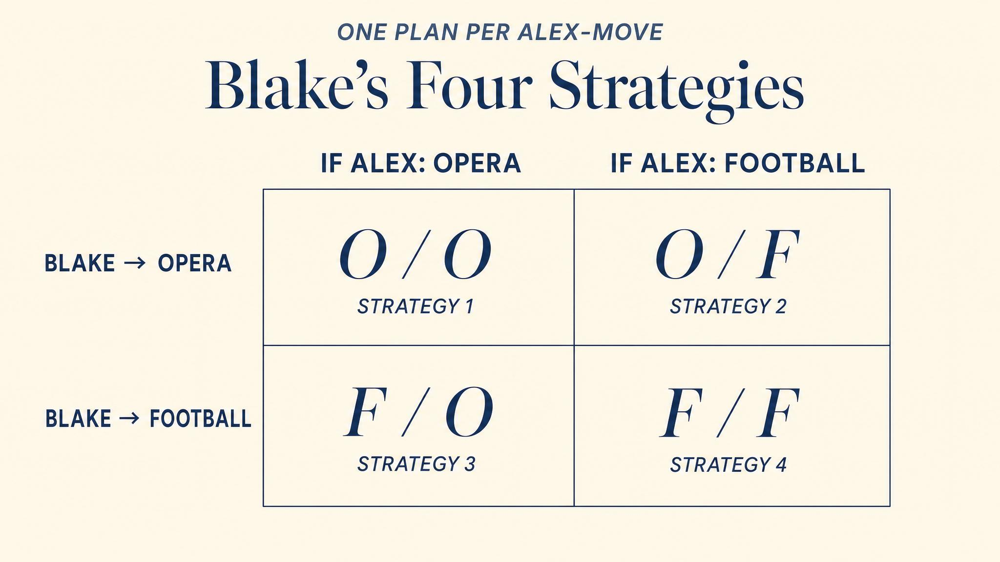 ONE PLAN PER ALEX-MOVE
Blake’s Four Strategies
IF ALEX: OPERA
IF ALEX: FOOTBALL
BLAKE → OPERA
O / O
STRATEGY 1
O / F
STRATEGY 2
BLAKE → FOOTBALL
F / O
STRATEGY 3
F / F
STRATEGY 4